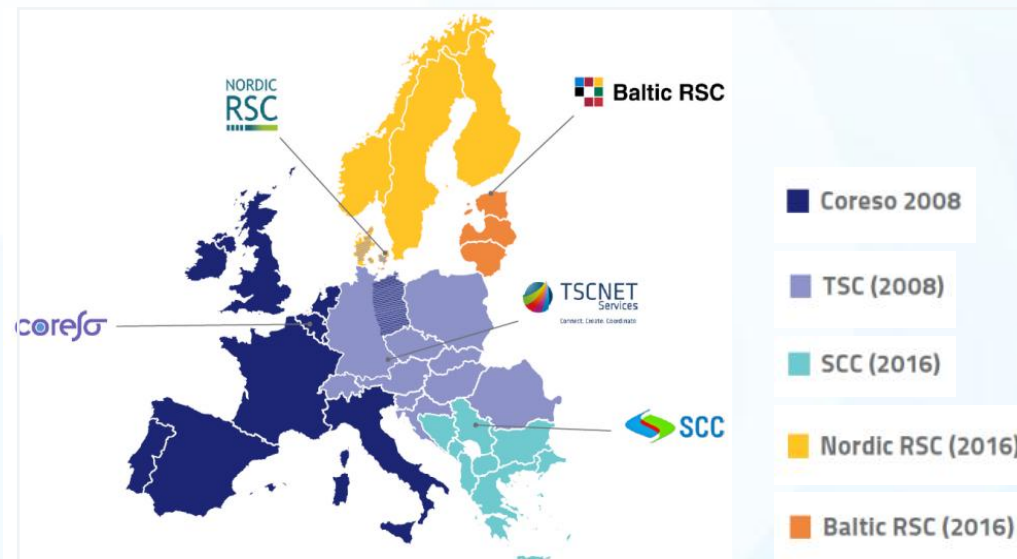 NORDIC
RSC
Baltic RSC
Coreso 2008
TSC (2008)
TSCNET
Services
Connect. Create. Coordinate
coreso
SCC (2016)
SCC
Nordic RSC (2016)
Baltic RSC (2016)